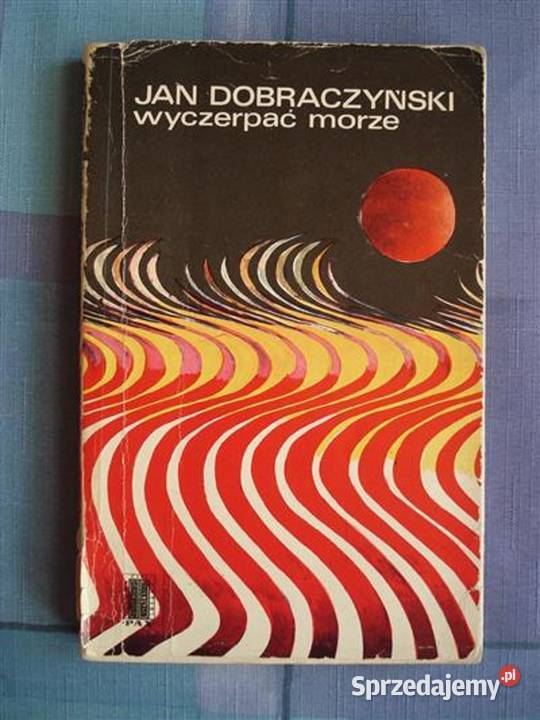 JAN DOBRACZYŃSKI
wyczerpać morze
PAX
Sprzedajemy.pl